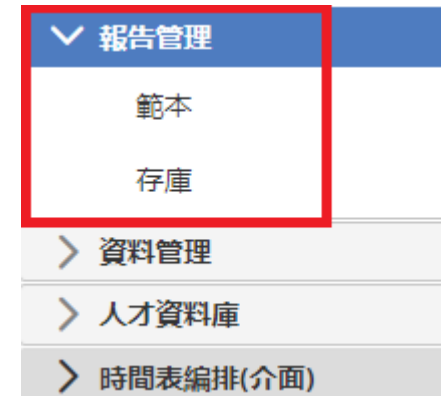 報告管理
範本
存庫
資料管理
人才資料庫
時間表編排(介面)